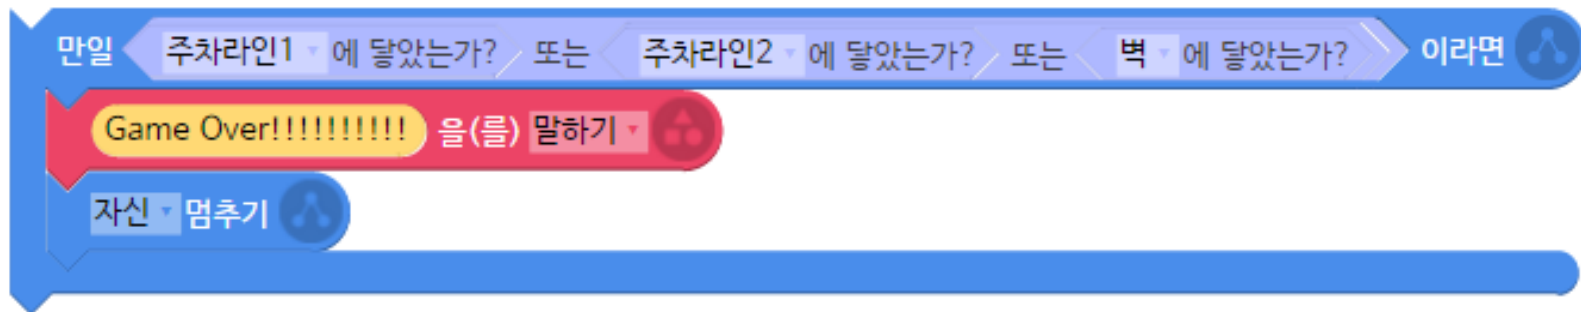 만일 주차라인1 에 닿았는가? 또는 주차라인2 에 닿았는가? 또는 벽 에 닿았는가? 이라면
Game Over!!!!!!!!!! 을(를) 말하기
자신 멈추기